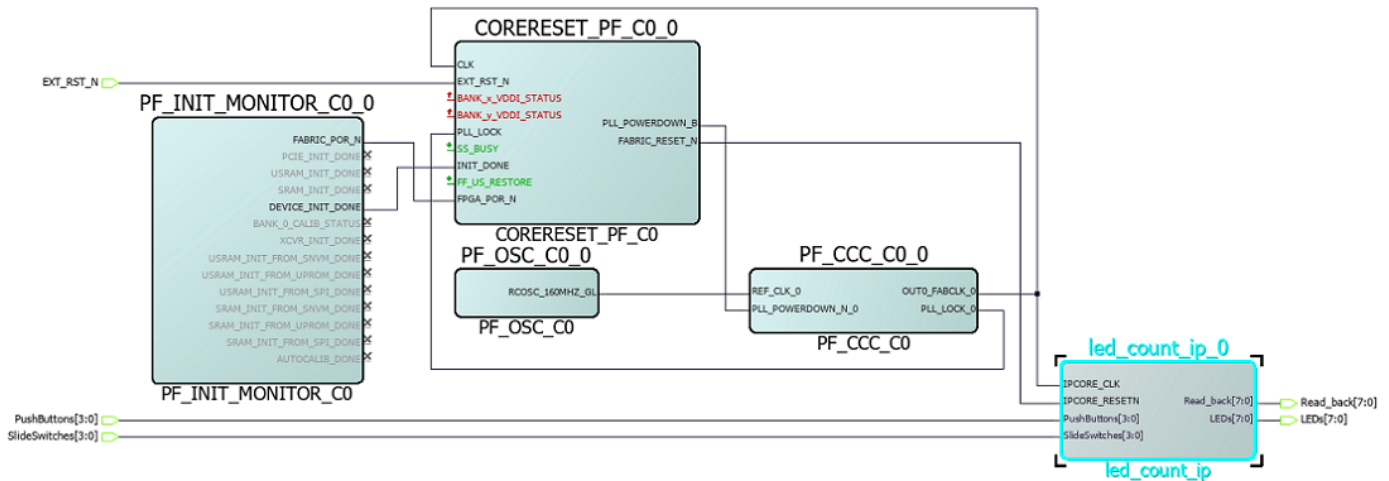 CORERESET_PF_C0_0
CLK
EXT_RST_N
EXT_RST_N
BANK_x_VDDI_STATUS
BANK_y_VDDI_STATUS
PLL_LOCK
SS_BUSY
INIT_DONE
FF_US_RESTORE
FPGA_POR_N
PLL_POWERDOWN_B
FABRIC_RESET_N
CORERESET_PF_C0
PF_INIT_MONITOR_C0_0
FABRIC_POR_N
PCIE_INIT_DONE
USRAM_INIT_DONE
SRAM_INIT_DONE
DEVICE_INIT_DONE
BANK_0_CALIB_STATUS
XCVR_INIT_DONE
USRAM_INIT_FROM_SNVM_DONE
USRAM_INIT_FROM_UPROM_DONE
USRAM_INIT_FROM_SPI_DONE
SRAM_INIT_FROM_SNVM_DONE
SRAM_INIT_FROM_UPROM_DONE
SRAM_INIT_FROM_SPI_DONE
AUTOCALIB_DONE
PF_INIT_MONITOR_C0
PF_OSC_C0_0
RCOSC_160MHZ_GL
PF_OSC_C0
PF_CCC_C0_0
REF_CLK_0
PLL_POWERDOWN_N_0
OUT0_FABCLK_0
PLL_LOCK_0
PF_CCC_C0
led_count_ip_0
IPCORE_CLK
IPCORE_RESETN
PushButtons[3:0]
SlideSwitches[3:0]
Read_back[7:0]
LEDs[7:0]
led_count_ip
PushButtons[3:0]
SlideSwitches[3:0]
Read_back[7:0]
LEDs[7:0]